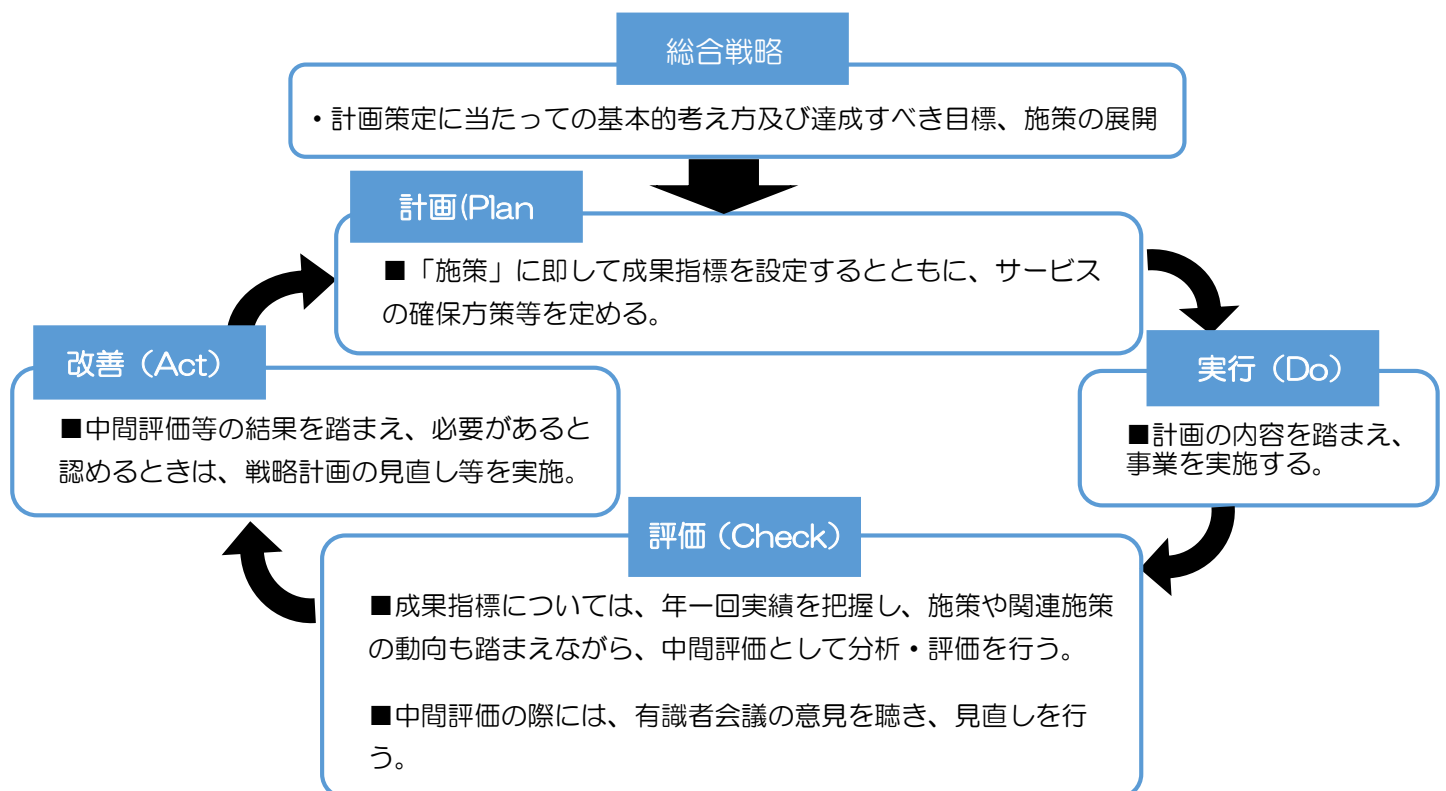 総合戦略
・計画策定に当たっての基本的考え方及び達成すべき目標、施策の展開
計画(Plan
■「施策」に即して成果指標を設定するとともに、サービス
の確保方策等を定める。
改善（Act）
■中間評価等の結果を踏まえ、必要があると
認めるときは、戦略計画の見直し等を実施。
実行（Do）
■計画の内容を踏まえ、
事業を実施する。
評価（Check）
■成果指標については、年一回実績を把握し、施策や関連施策
の動向も踏まえながら、中間評価として分析・評価を行う。
■中間評価の際には、有識者会議の意見を聴き、見直しを行
う。